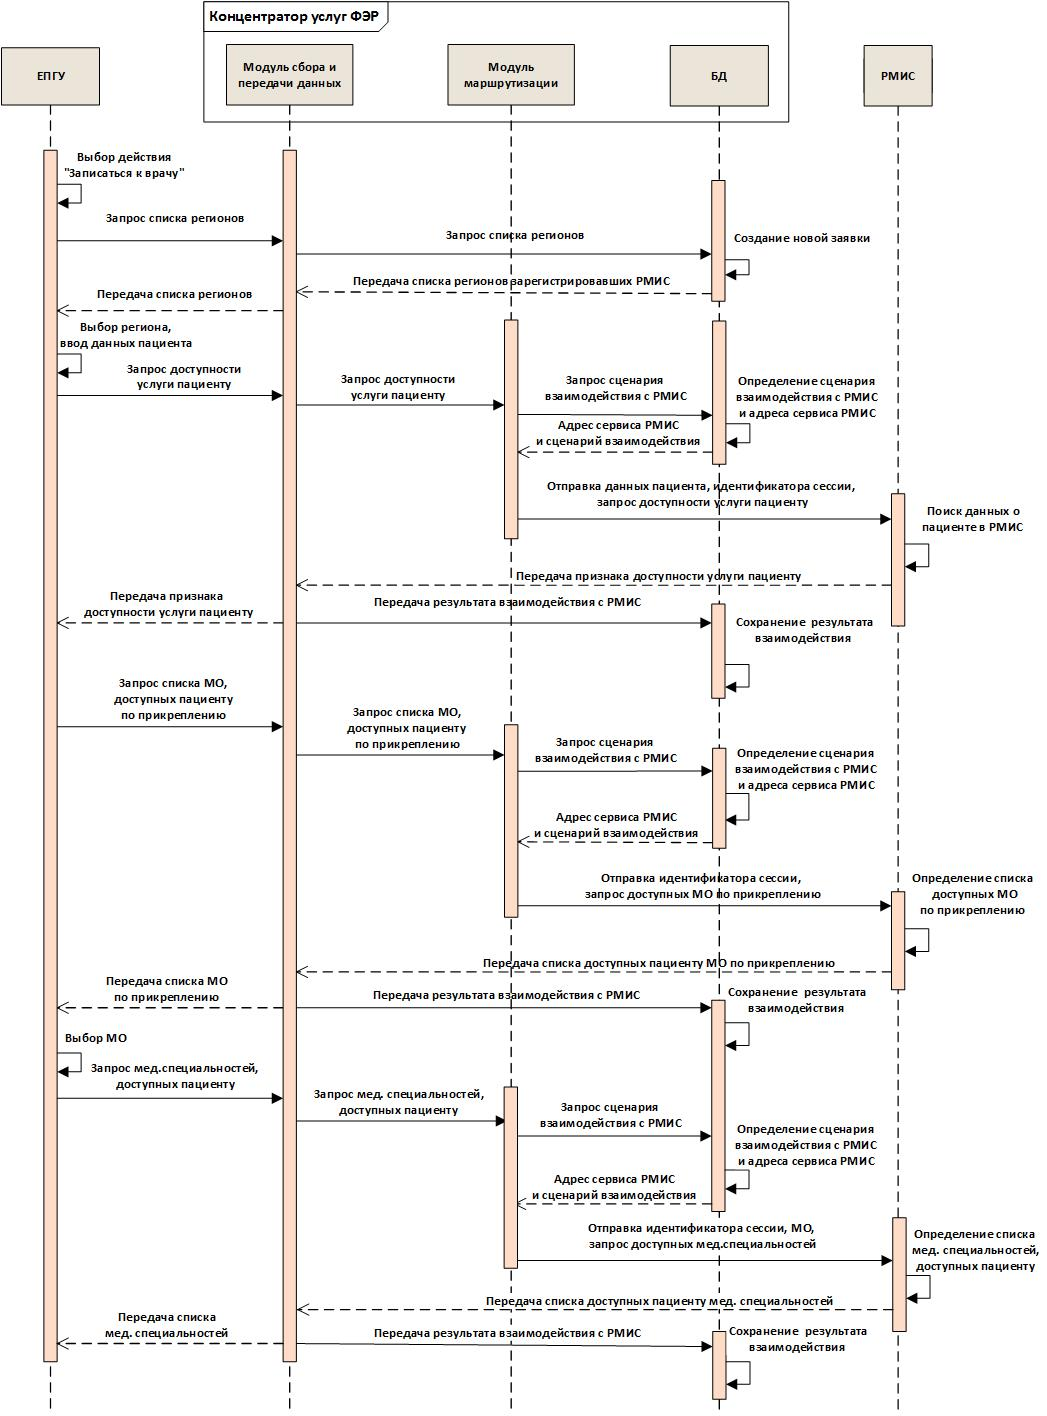 Концентратор услуг ФЭР
ЕПГУ
Модуль сбора и
передачи данных
Модуль
маршрутизации
БД
РМИС
Выбор действия
"Записаться к врачу"
Запрос списка регионов
Запрос списка регионов
Создание новой заявки
Передача списка регионов зарегистрировавших РМИС
Передача списка регионов
Выбор региона,
ввод данных пациента
Запрос доступности
услуги пациенту
Запрос доступности
услуги пациенту
Запрос сценария
взаимодействия с РМИС
Определение сценария
взаимодействия с РМИС
и адреса сервиса РМИС
Адрес сервиса РМИС
и сценарий взаимодействия
Отправка данных пациента, идентификатора сессии,
запрос доступности услуги пациенту
Поиск данных о
пациенте в РМИС
Передача признака доступности услуги пациенту
Передача признака
доступности услуги пациенту
Передача результата взаимодействия с РМИС
Сохранение результата
взаимодействия
Запрос списка МО,
доступных пациенту
по прикреплению
Запрос списка МО,
доступных пациенту
по прикреплению
Запрос сценария
взаимодействия с РМИС
Определение сценария
взаимодействия с РМИС
и адреса сервиса РМИС
Адрес сервиса РМИС
и сценарий взаимодействия
Отправка идентификатора сессии,
запрос доступных МО по прикреплению
Определение списка
доступных МО
по прикреплению
Передача списка доступных пациенту МО по прикреплению
Передача списка МО
по прикреплению
Передача результата взаимодействия с РМИС
Сохранение результата
взаимодействия
Выбор МО
Запрос мед.специальностей,
доступных пациенту
Запрос мед. специальностей,
доступных пациенту
Запрос сценария
взаимодействия с РМИС
Определение сценария
взаимодействия с РМИС
и адреса сервиса РМИС
Адрес сервиса РМИС
и сценарий взаимодействия
Отправка идентификатора сессии, МО,
запрос доступных мед.специальностей
Определение списка
мед. специальностей,
доступных пациенту
Передача списка доступных пациенту мед. специальностей
Передача списка
мед. специальностей
Передача результата взаимодействия с РМИС
Сохранение результата
взаимодействия